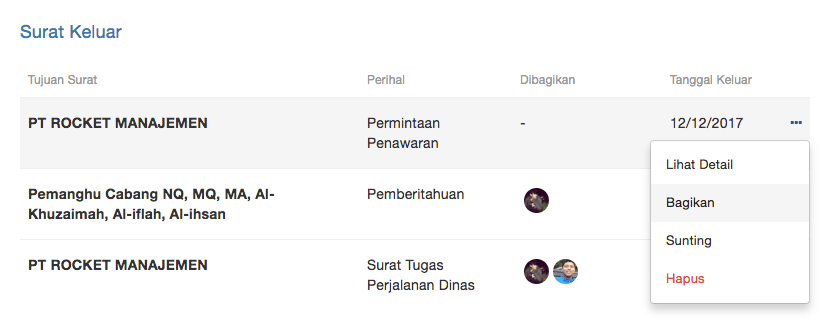 Surat Keluar
Tujuan Surat Perihal Dibagikan Tanggal Keluar
PT ROCKET MANAJEMEN Permintaan - 12/12/2017
Penawaran
Lihat Detail
Pemanghu Cabang NQ, MQ, MA, Al- Pemberitahuan
Khuzaimah, Al-iflah, Al-ihsan
Bagikan
Sunting
PT ROCKET MANAJEMEN Surat Tugas
Perjalanan Dinas
Hapus